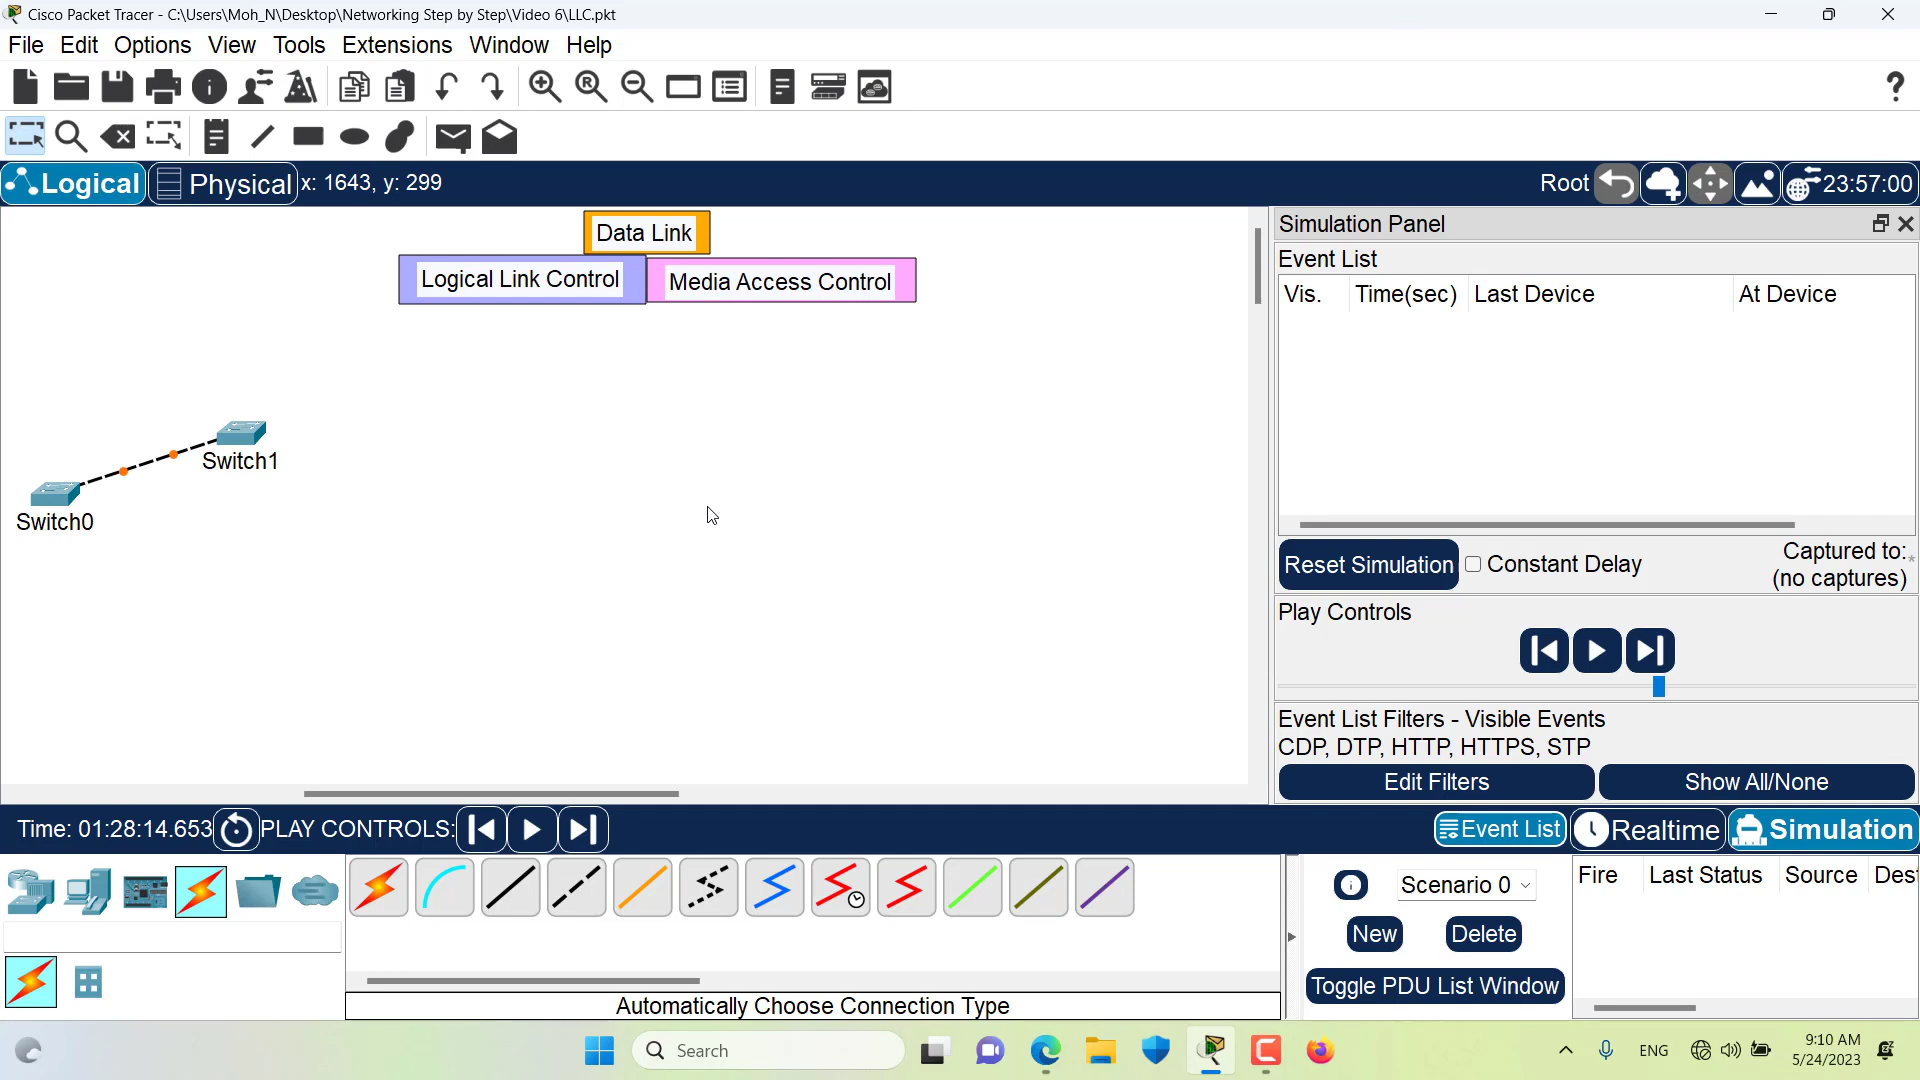 Cisco Packet Tracer - C:\Users\Moh_N\Desktop\Networking Step by Step\Video 6\LLC.pkt
File Edit Options View Tools Extensions Window Help
Logical Physical x: 1643, y: 299 Root 23:57:00
Data Link
Logical Link Control Media Access Control
Switch1
Switch0
Simulation Panel
Event List
Vis. Time(sec) Last Device At Device
Reset Simulation Constant Delay Captured to: *
(no captures)
Play Controls
Event List Filters - Visible Events
CDP, DTP, HTTP, HTTPS, STP
Edit Filters Show All/None
Time: 01:28:14.653 PLAY CONTROLS: Event List Realtime Simulation
Scenario 0
New Delete
Toggle PDU List Window
Fire Last Status Source Dest
Automatically Choose Connection Type
Search
ENG
9:10 AM
5/24/2023